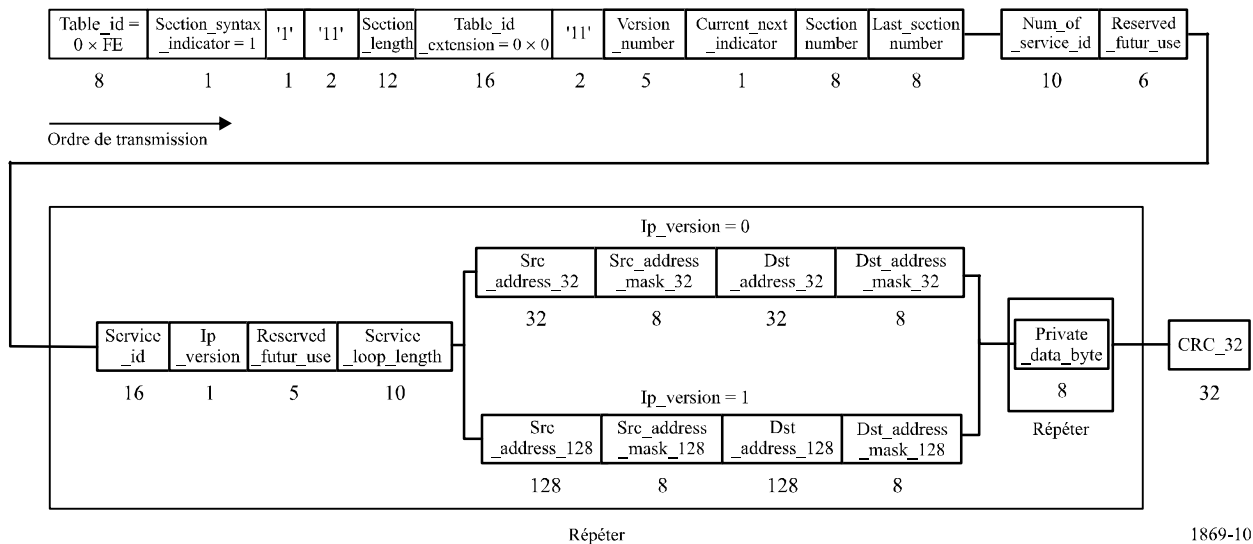 Table_id =
0 × FE
Section_syntax
_indicator = 1
'1'
'11'
Section
_length
Table_id
_extension = 0 × 0
'11'
Version
_number
Current_next
_indicator
Section
number
Last_section
number
Num_of
_service_id
Reserved
_futur_use
8
1
1
2
12
16
2
5
1
8
8
10
6
Ordre de transmission
Ip_version = 0
Src
_address_32
Src_address
_mask_32
Dst
_address_32
Dst_address
_mask_32
32
8
32
8
Service
_id
Ip
_version
Reserved
_futur_use
Service
_loop_length
16
1
5
10
Private
_data_byte
8
Répéter
CRC_32
32
Ip_version = 1
Src
_address_128
Src_address
_mask_128
Dst
_address_128
Dst_address
_mask_128
128
8
128
8
Répéter
1869-10